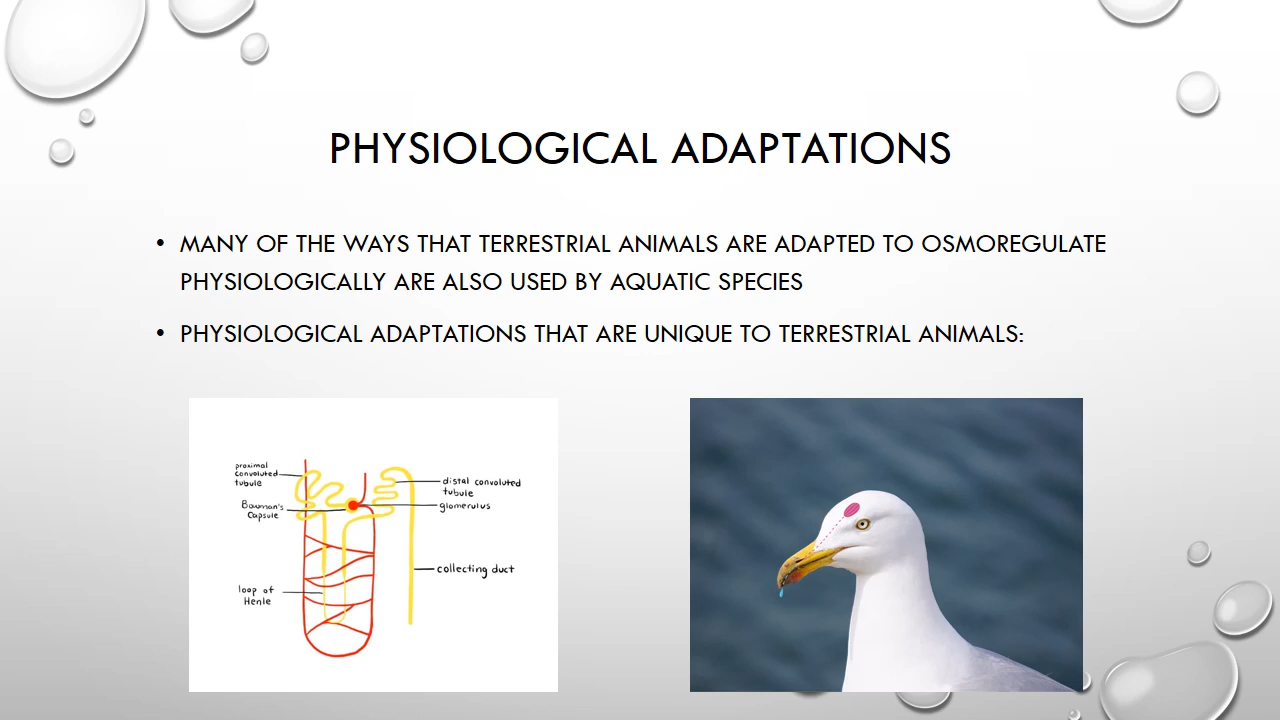 PHYSIOLOGICAL ADAPTATIONS
• MANY OF THE WAYS THAT TERRESTRIAL ANIMALS ARE ADAPTED TO OSMOREGULATE
PHYSIOLOGICALLY ARE ALSO USED BY AQUATIC SPECIES
• PHYSIOLOGICAL ADAPTATIONS THAT ARE UNIQUE TO TERRESTRIAL ANIMALS:
proximal
convoluted
tubule
Bowman's
Capsule
loop of
Henle
distal convoluted
tubule
glomerulus
collecting duct